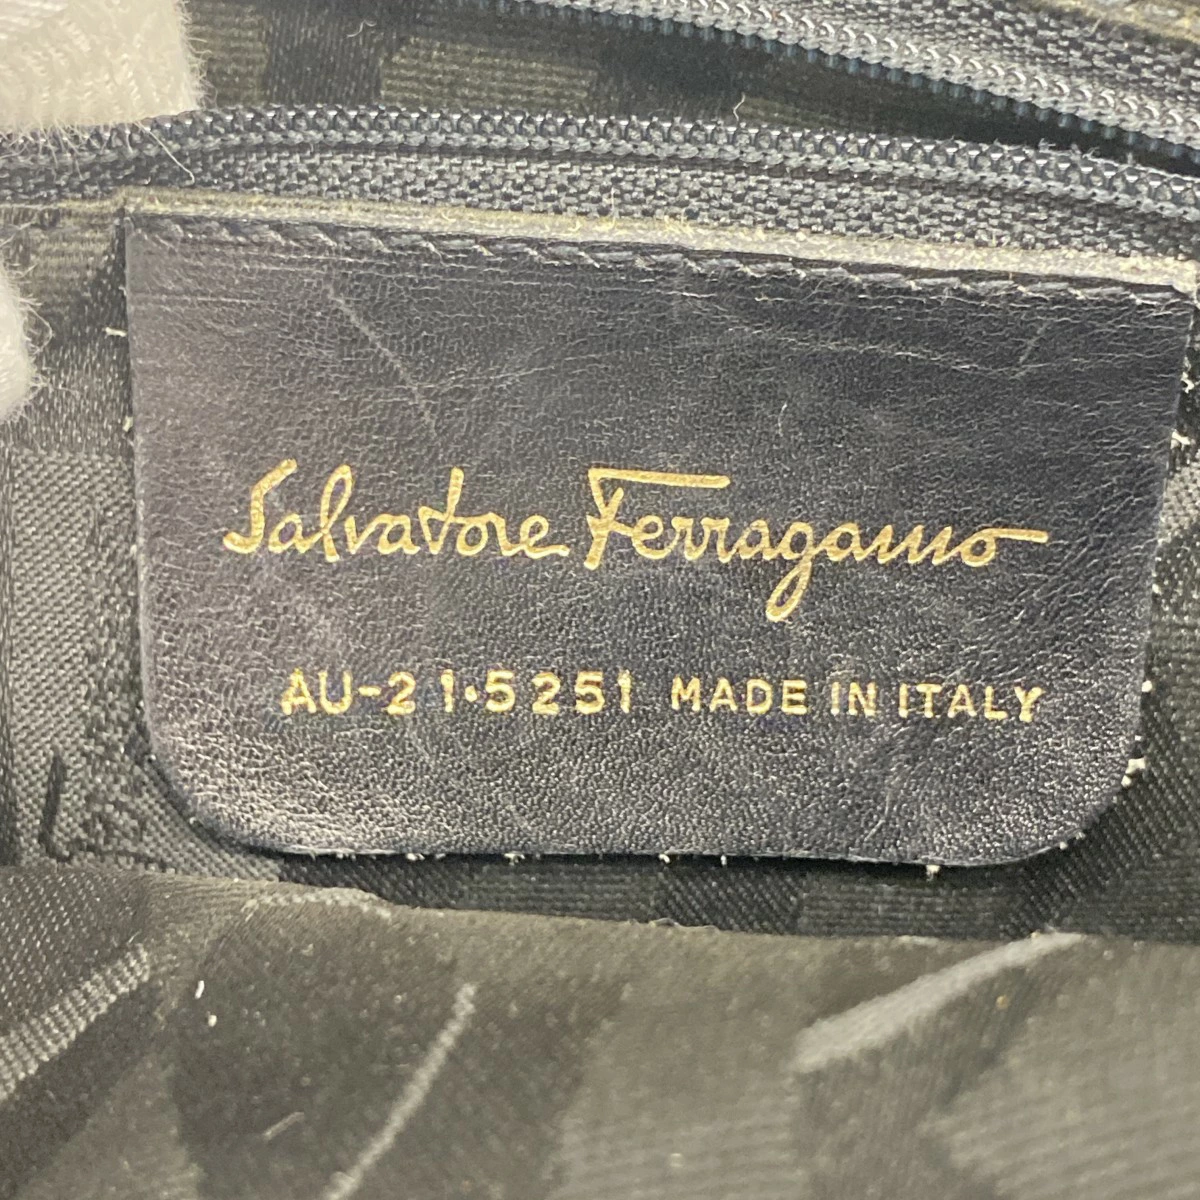 Salvatore Ferragamo
AU-21·5251 MADE IN ITALY